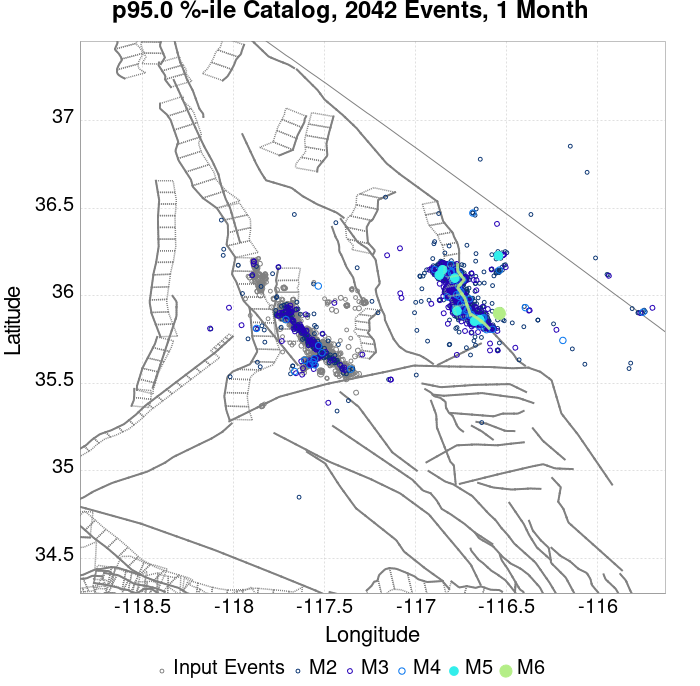 p95.0 %-ile Catalog, 2042 Events, 1 Month
37
36.5
36
35.5
35
34.5
Latitude
-118.5 -118 -117.5 -117 -116.5 -116
Longitude
Input Events M2 M3 M4 M5 M6